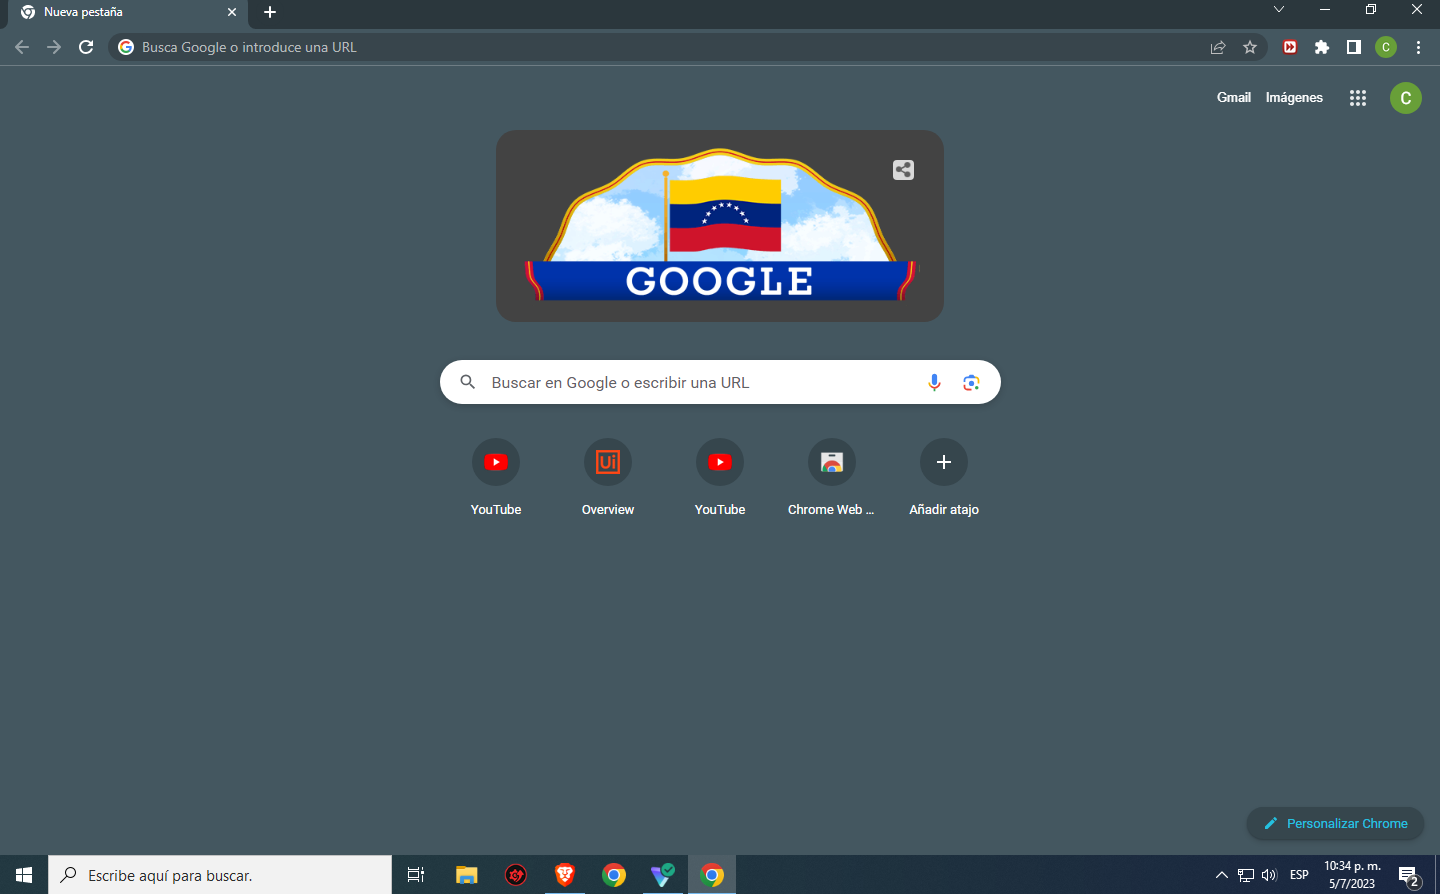 Nueva pestaña
Busca Google o introduce una URL
C
Gmail
Imágenes
C
GOOGLE
Buscar en Google o escribir una URL
YouTube
Ui
Overview
YouTube
Chrome Web ...
Añadir atajo
Personalizar Chrome
Escribe aquí para buscar.
ESP
10:34 p. m.
5/7/2023
2